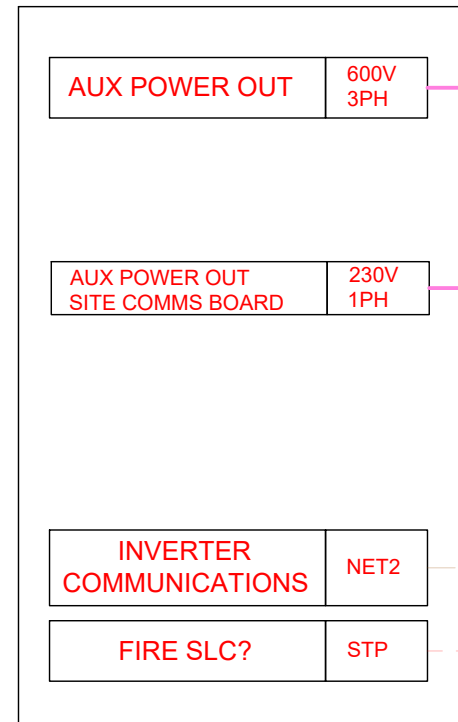 AUX POWER OUT
600V
3PH
AUX POWER OUT
SITE COMMS BOARD
230V
1PH
INVERTER
COMMUNICATIONS
NET2
FIRE SLC?
STP